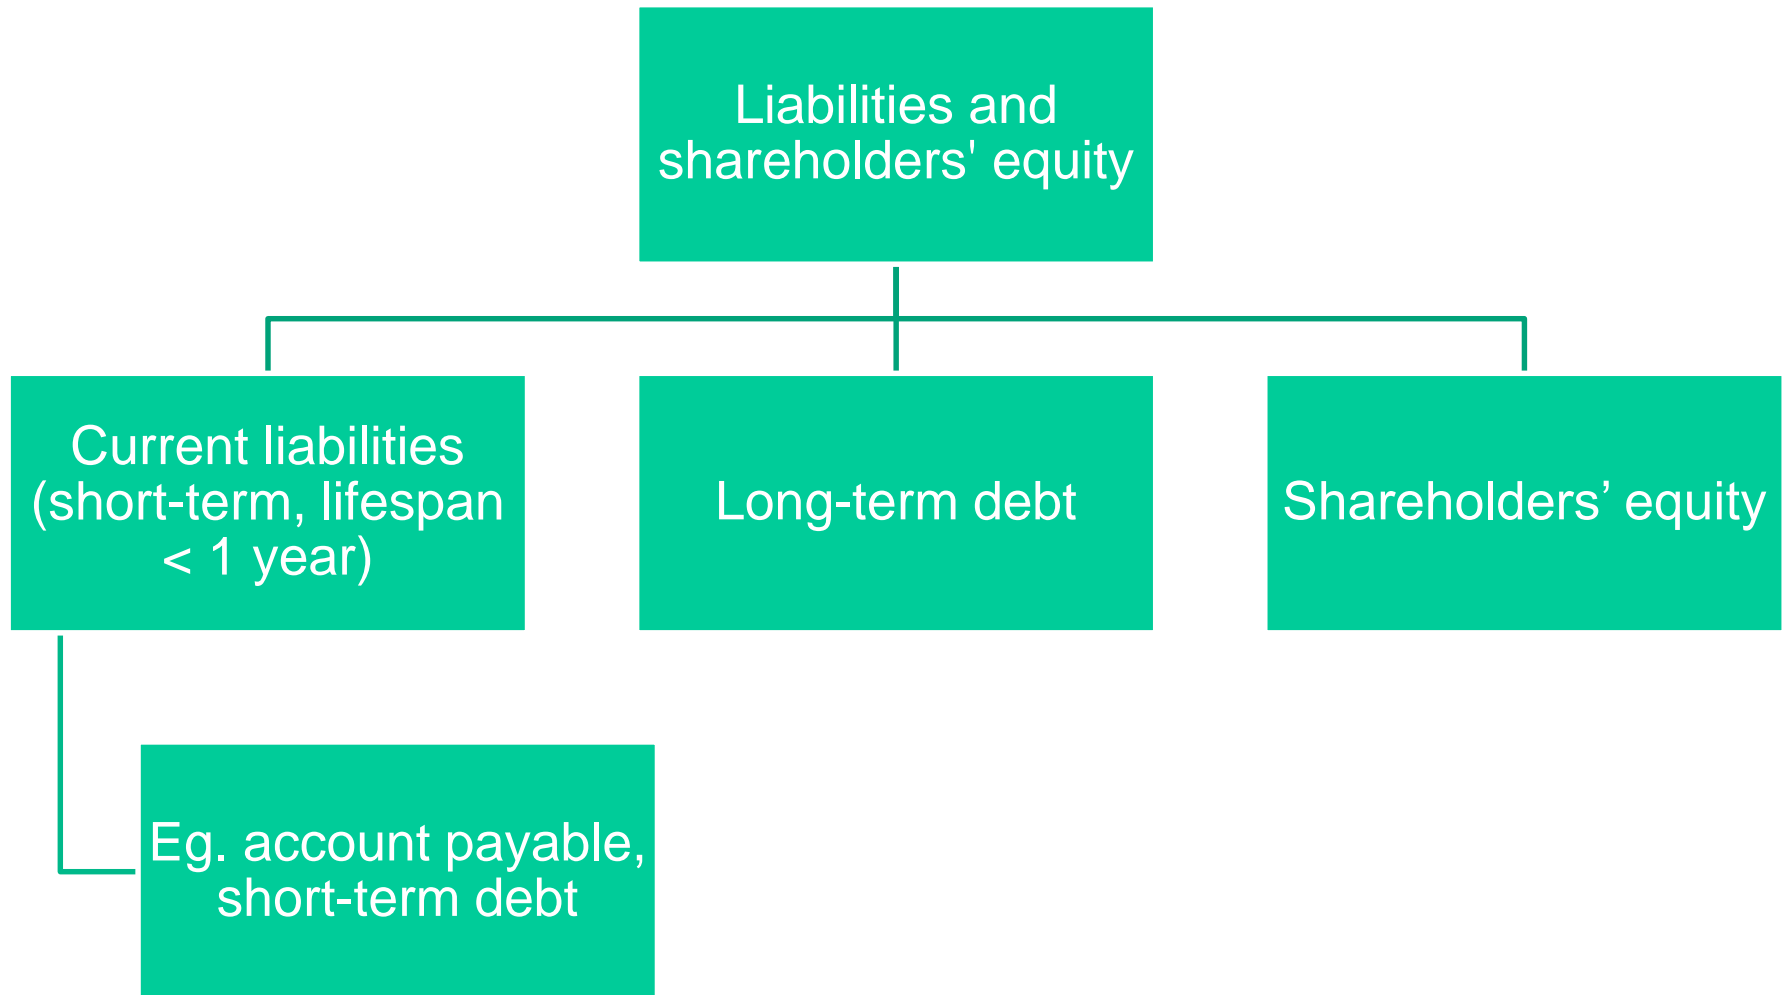 Liabilities and
shareholders' equity
Current liabilities
(short-term, lifespan
< 1 year)
Long-term debt
Shareholders’ equity
Eg. account payable,
short-term debt